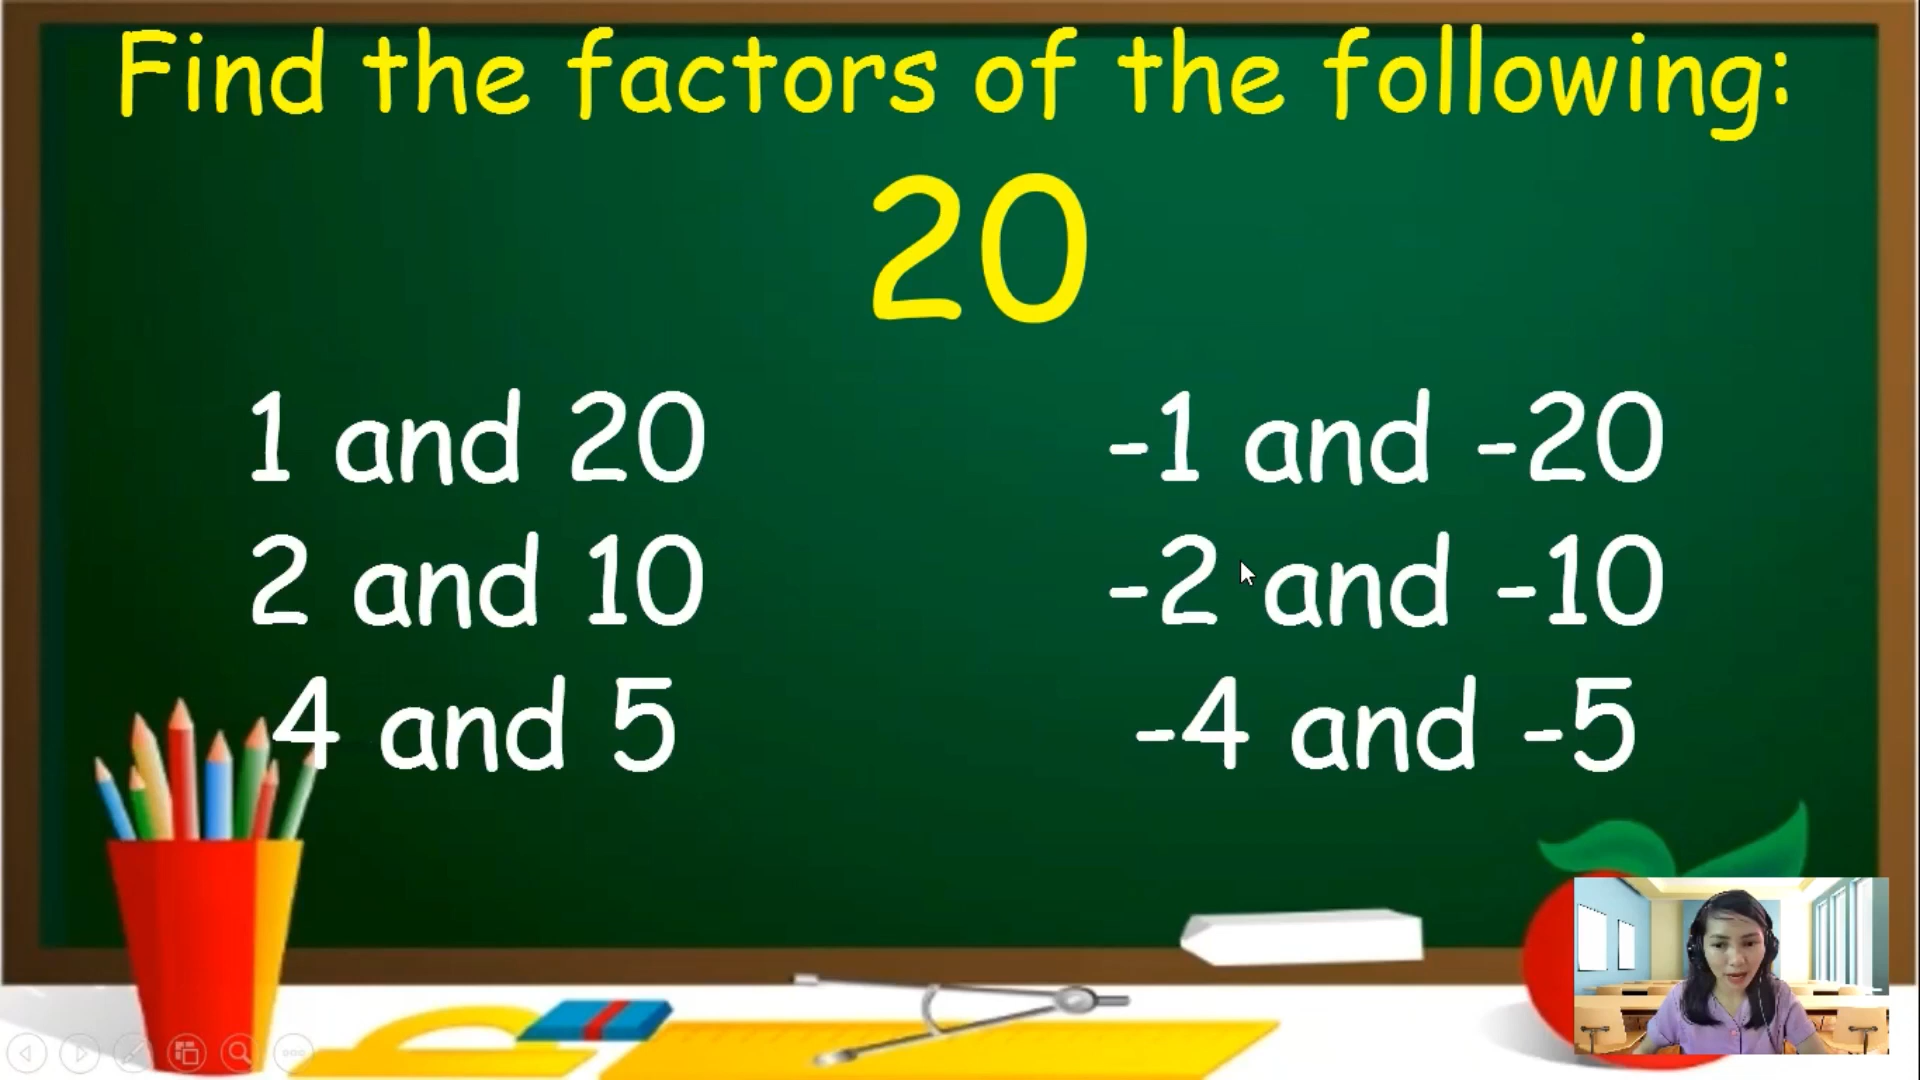 Find the factors of the following:
20
1 and 20
2 and 10
4 and 5
-1 and -20
-2 and -10
-4 and -5